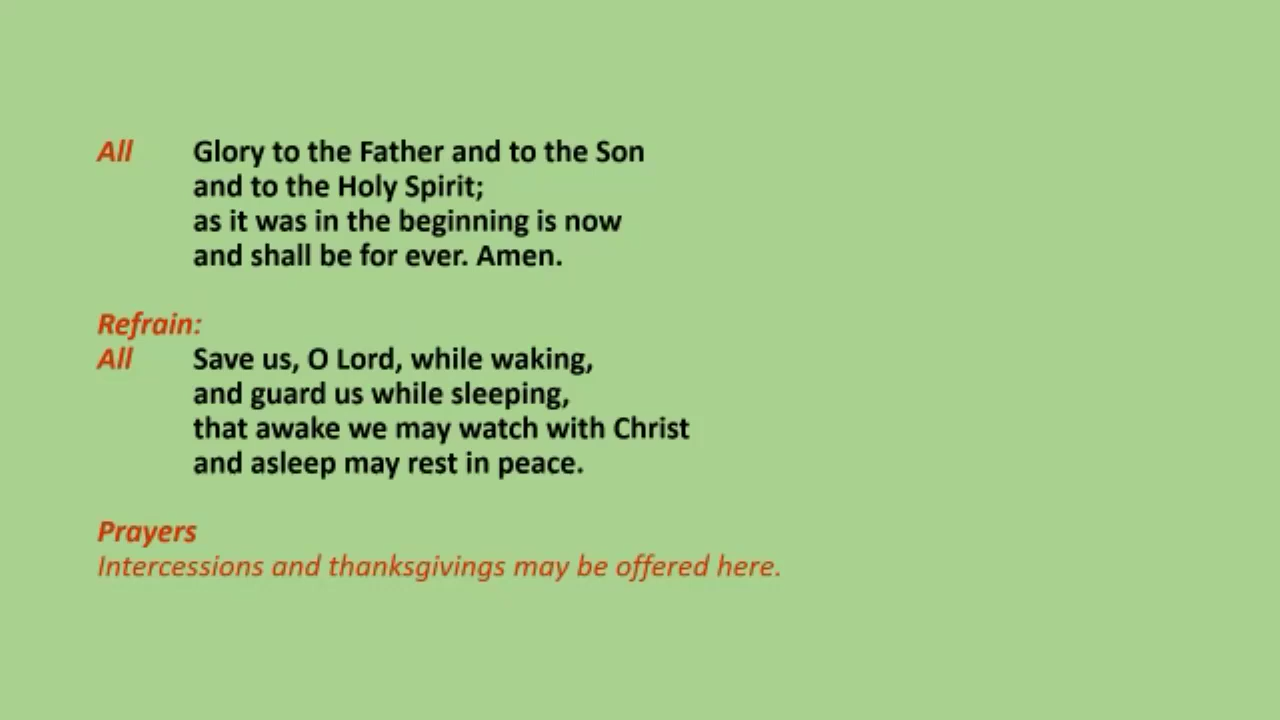 All Glory to the Father and to the Son
and to the Holy Spirit;
as it was in the beginning is now
and shall be for ever. Amen.
Refrain:
All Save us, O Lord, while waking,
and guard us while sleeping,
that awake we may watch with Christ
and asleep may rest in peace.
Prayers
Intercessions and thanksgivings may be offered here.